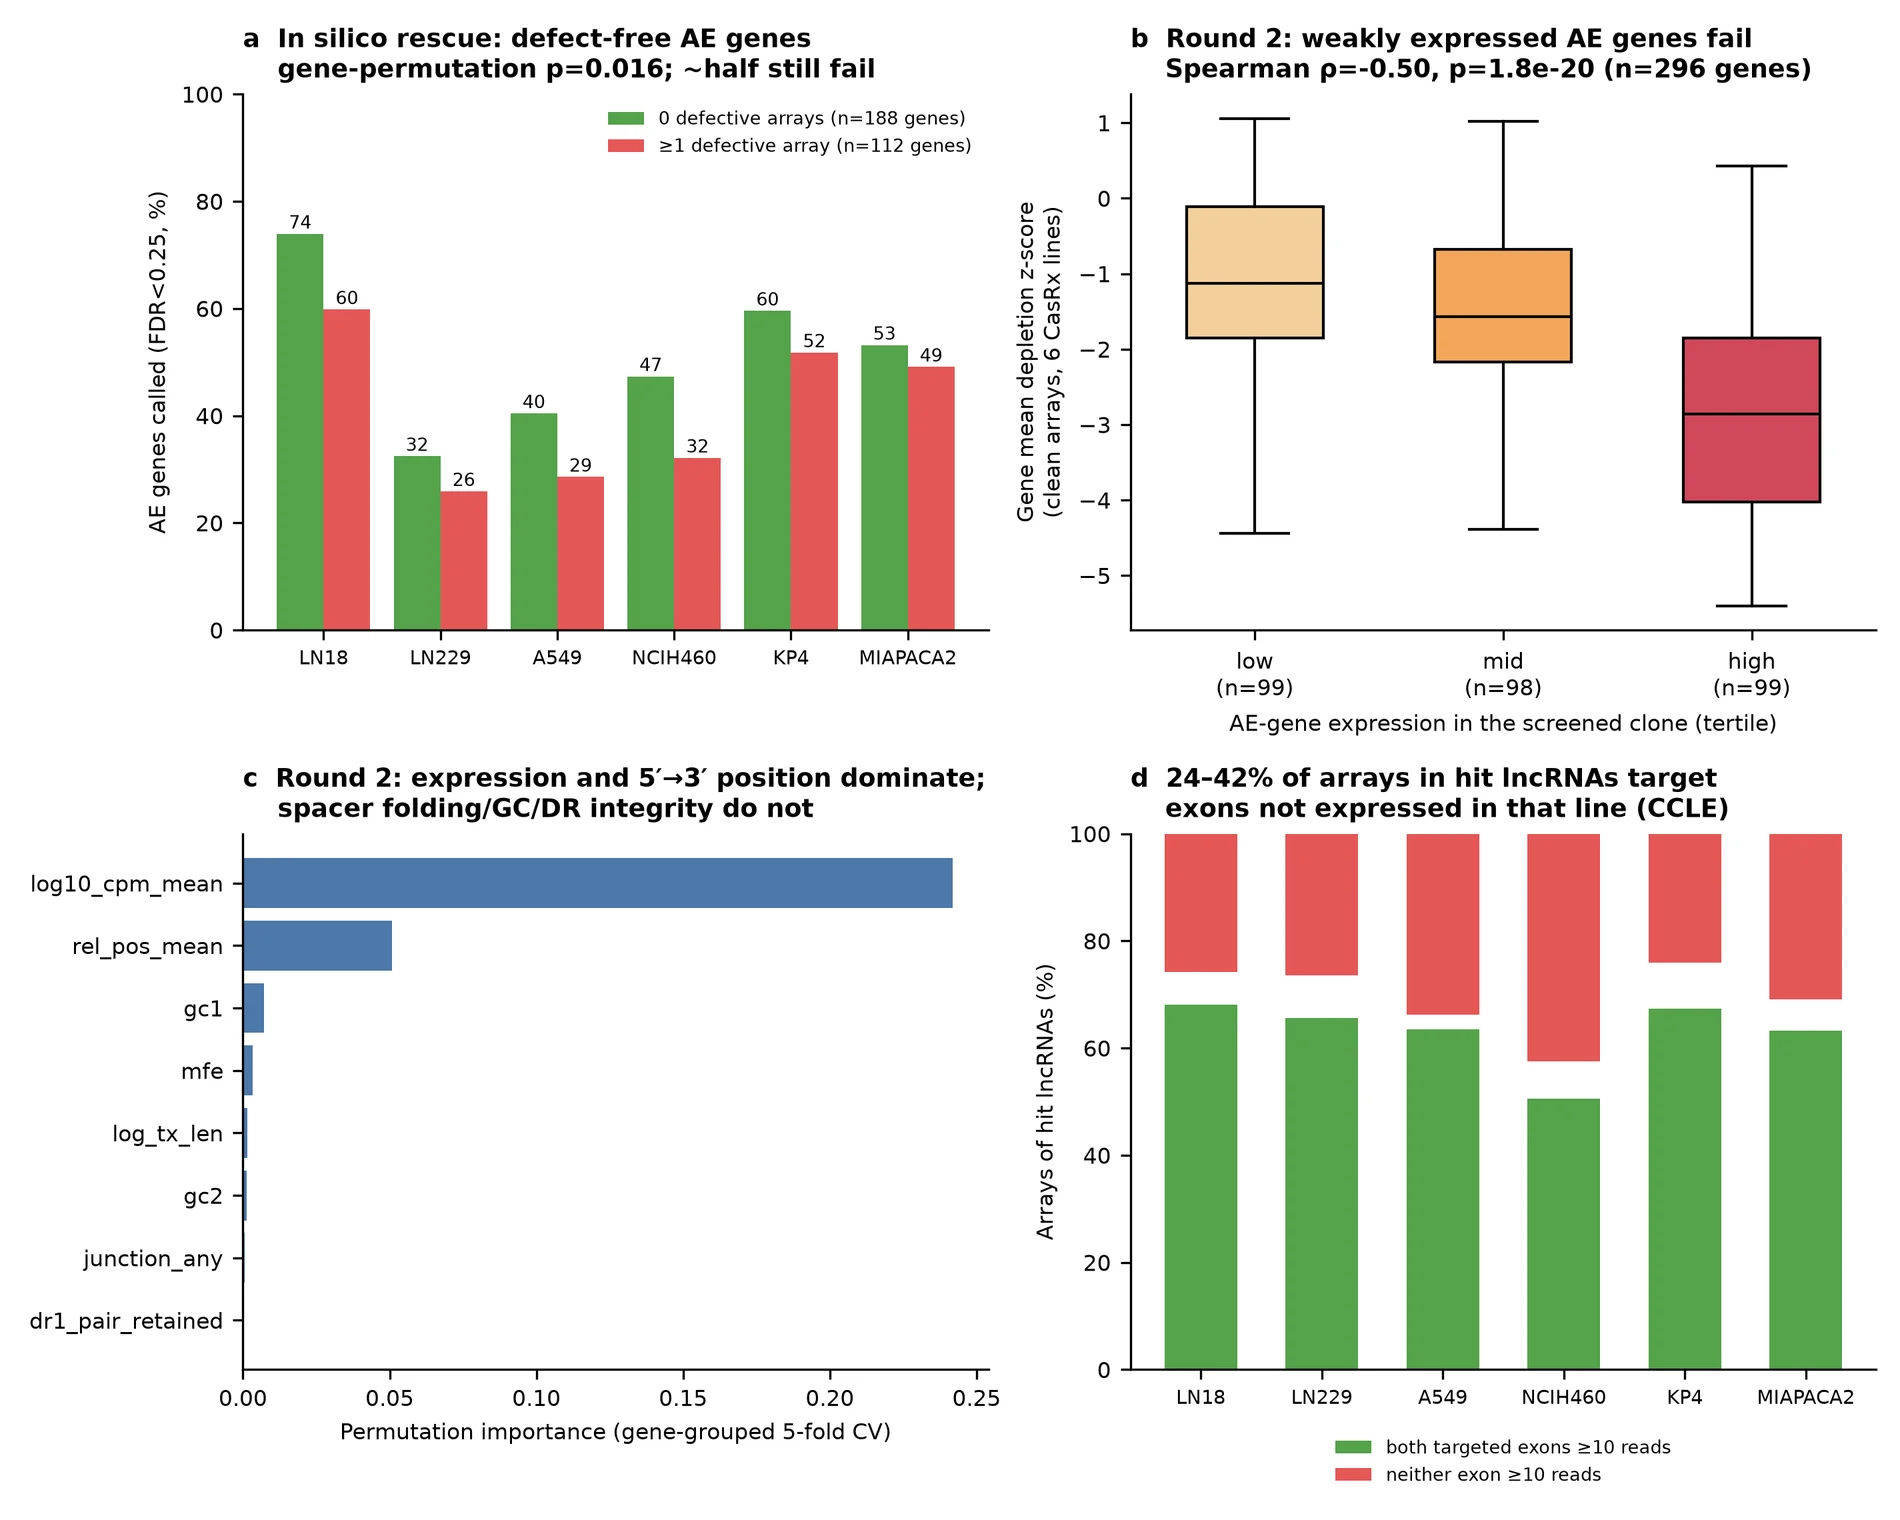 a  In silico rescue: defect-free AE genes
gene-permutation p=0.016; ~half still fail
AE genes called (FDR<0.25, %)
100
80
60
40
20
0
0 defective arrays (n=188 genes)
≥1 defective array (n=112 genes)
74
60
32
26
40
29
47
32
60
52
53
49
LN18
LN229
A549
NCIH460
KP4
MIAPACA2
b  Round 2: weakly expressed AE genes fail
Spearman ρ=-0.50, p=1.8e-20 (n=296 genes)
Gene mean depletion z-score
(clean arrays, 6 CasRx lines)
1
0
−1
−2
−3
−4
−5
low
(n=99)
mid
(n=98)
high
(n=99)
AE-gene expression in the screened clone (tertile)
c  Round 2: expression and 5′→3′ position dominate;
spacer folding/GC/DR integrity do not
log10_cpm_mean
rel_pos_mean
gc1
mfe
log_tx_len
gc2
junction_any
dr1_pair_retained
0.00
0.05
0.10
0.15
0.20
0.25
Permutation importance (gene-grouped 5-fold CV)
d  24–42% of arrays in hit lncRNAs target
exons not expressed in that line (CCLE)
Arrays of hit lncRNAs (%)
100
80
60
40
20
0
LN18
LN229
A549
NCIH460
KP4
MIAPACA2
both targeted exons ≥10 reads
neither exon ≥10 reads